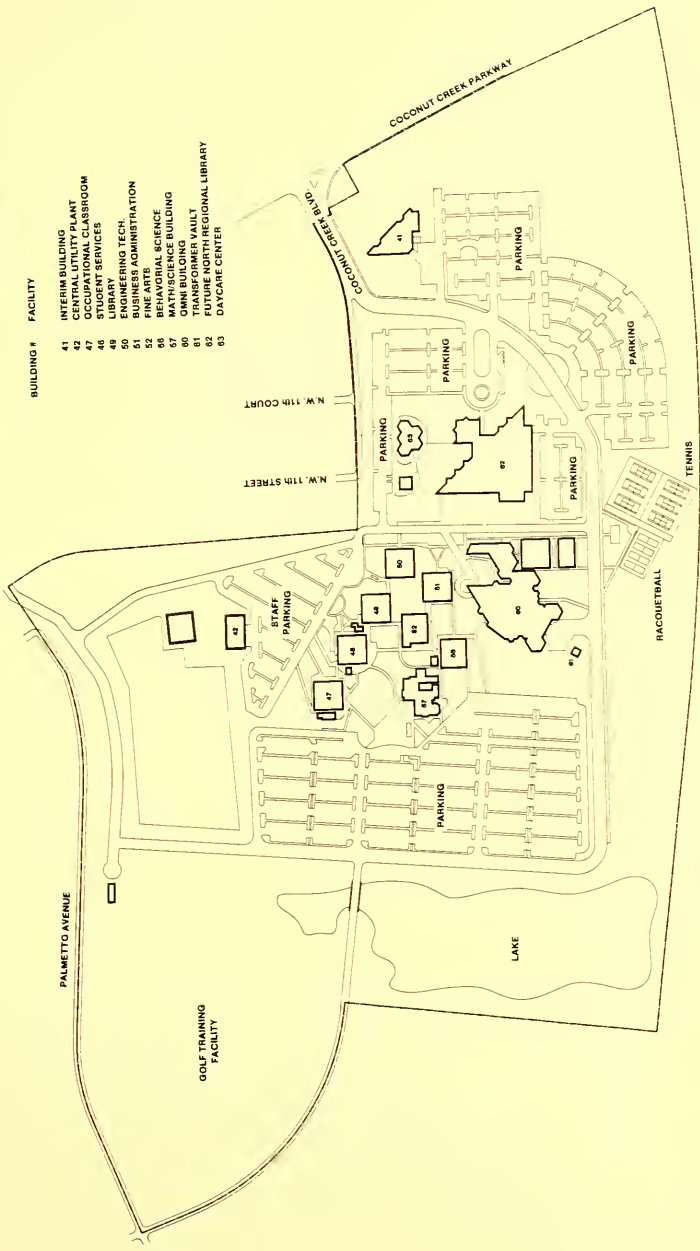 BUILDING # FACILITY
41 INTERIM BUILDING
42 CENTRAL UTILITY PLANT
47 OCCUPATIONAL CLASSROOM
48 STUDENT SERVICES
49 LIBRARY
50 ENGINEERING TECH.
51 BUSINESS ADMINISTRATION
52 FINE ARTS
56 BEHAVORIAL SCIENCE
57 MATH/SCIENCE BUILDING
60 OMNI BUILDING
61 TRANSFORMER VAULT
62 FUTURE NORTH REGIONAL LIBRARY
63 DAYCARE CENTER
COCONUT CREEK PARKWAY
COCONUT CREEK BLVD.
N.W. 11th COURT
N.W. 11th STREET
PALMETTO AVENUE
GOLF TRAINING
FACILITY
STAFF
PARKING
42
41
PARKING
PARKING
PARKING
PARKING
63
62
PARKING
50
49
51
52
48
47
56
57
60
61
PARKING
LAKE
RACQUETBALL
TENNIS